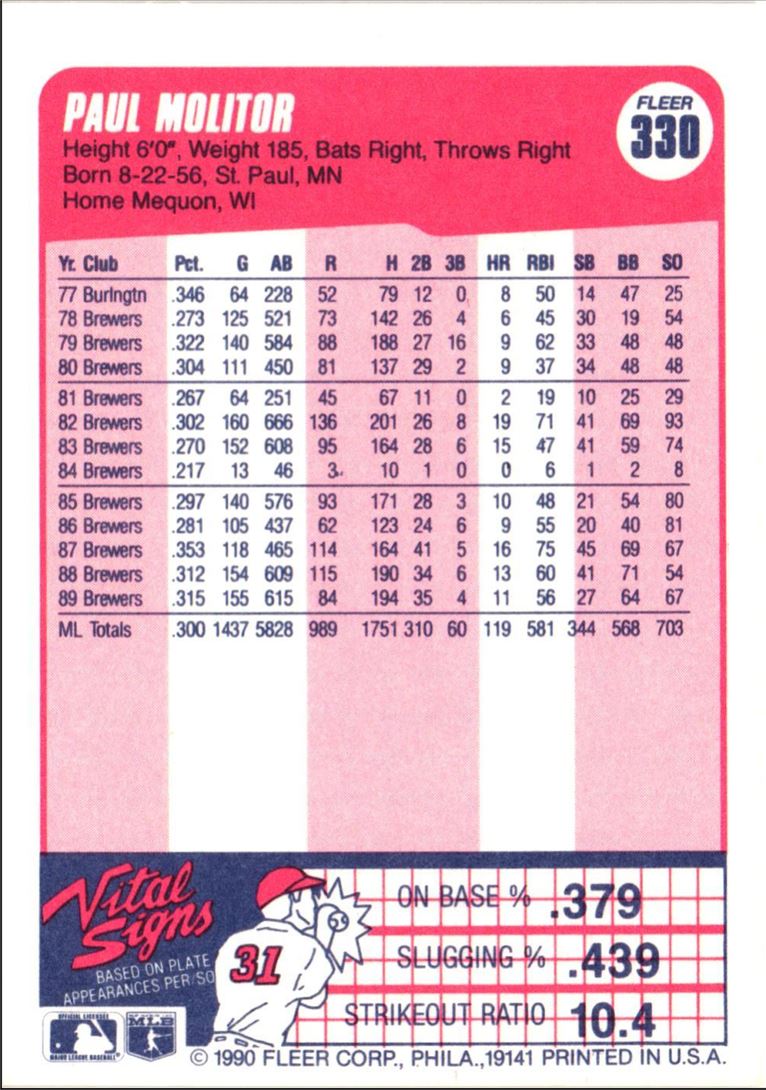 PAUL MOLITOR
FLEER
330
Height 6'0", Weight 185, Bats Right, Throws Right
Born 8-22-56, St. Paul, MN
Home Mequon, WI
Yr. Club Pct. G AB R H 2B 3B HR RBI SB BB SO
77 Burlngtn .346 64 228 52 79 12 0 8 50 14 47 25
78 Brewers .273 125 521 73 142 26 4 6 45 30 19 54
79 Brewers .322 140 584 88 188 27 16 9 62 33 48 48
80 Brewers .304 111 450 81 137 29 2 9 37 34 48 48
81 Brewers .267 64 251 45 67 11 0 2 19 10 25 29
82 Brewers .302 160 666 136 201 26 8 19 71 41 69 93
83 Brewers .270 152 608 95 164 28 6 15 47 41 59 74
84 Brewers .217 13 46 3 10 1 0 0 6 1 2 8
85 Brewers .297 140 576 93 171 28 3 10 48 21 54 80
86 Brewers .281 105 437 62 123 24 6 9 55 20 40 81
87 Brewers .353 118 465 114 164 41 5 16 75 45 69 67
88 Brewers .312 154 609 115 190 34 6 13 60 41 71 54
89 Brewers .315 155 615 84 194 35 4 11 56 27 64 67
ML Totals .300 1437 5828 989 1751 310 60 119 581 344 568 703
Vital
Signs
BASED ON PLATE
APPEARANCES PER/SO
31
ON BASE % .379
SLUGGING % .439
STRIKEOUT RATIO 10.4
OFFICIAL LICENSEE
MAJOR LEAGUE BASEBALL
MLB
© 1990 FLEER CORP., PHILA.,19141 PRINTED IN U.S.A.